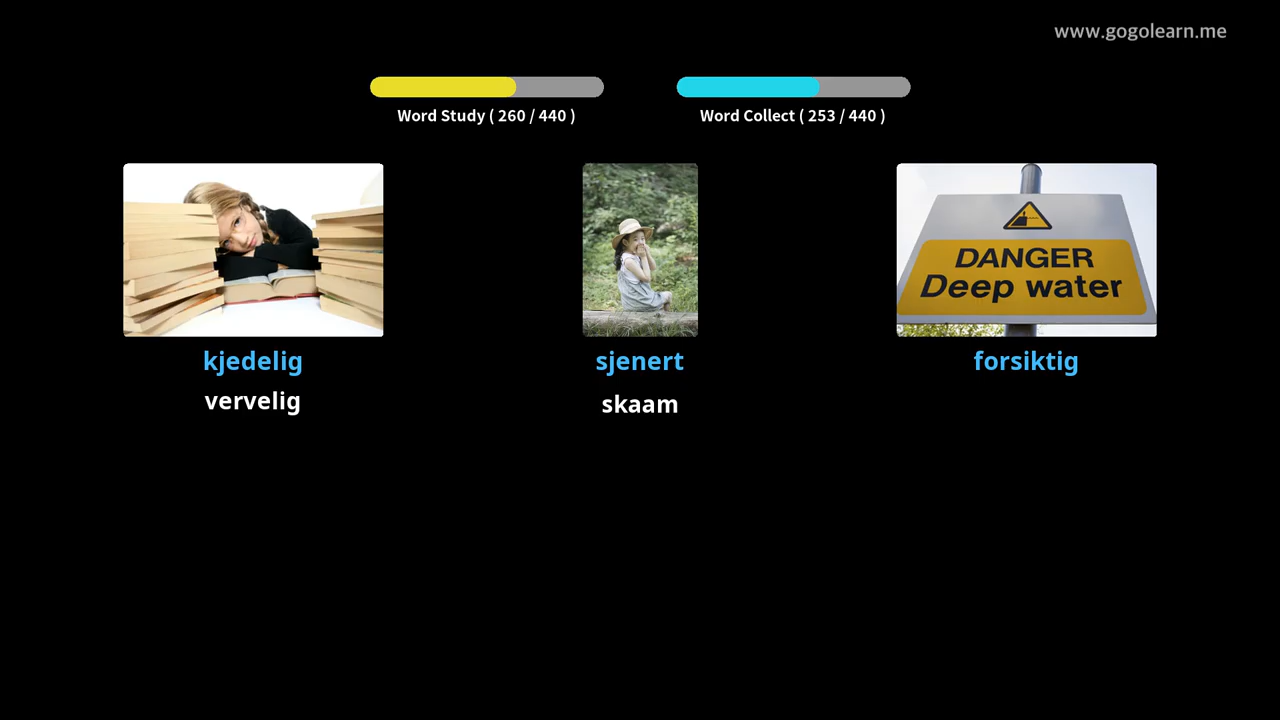 www.gogolearn.me
Word Study ( 260 / 440 )
Word Collect ( 253 / 440 )
DANGER
Deep water
kjedelig
sjenert
forsiktig
vervelig
skaam